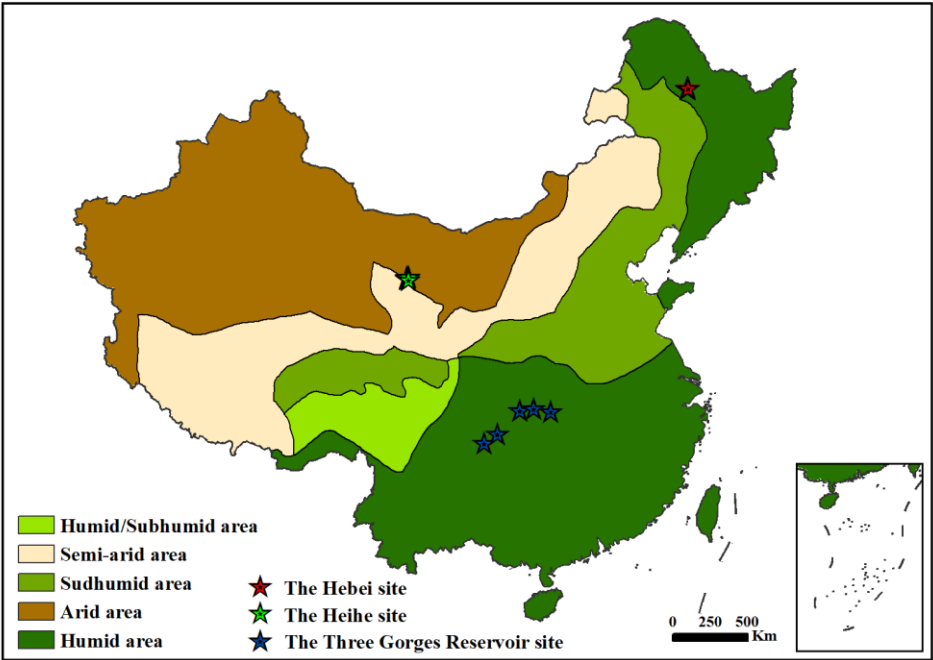 Humid/Subhumid area
Semi-arid area
Sudhumid area
Arid area
Humid area
The Hebei site
The Heihe site
The Three Gorges Reservoir site
0 250 500
Km